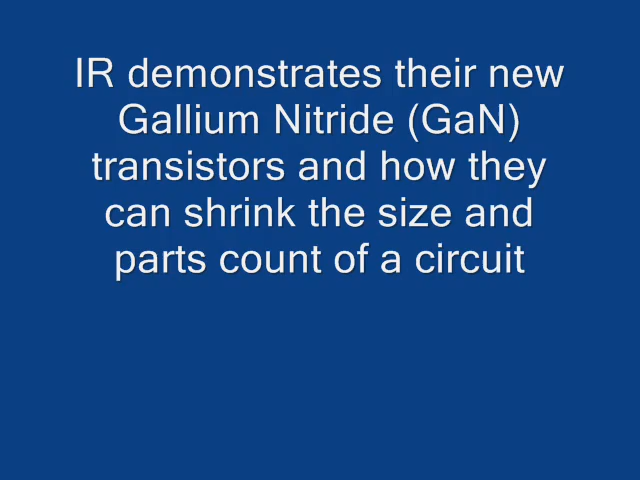 IR demonstrates their new
Gallium Nitride (GaN)
transistors and how they
can shrink the size and
parts count of a circuit